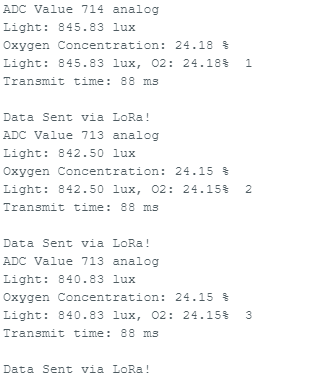 ADC Value 714 analog
Light: 845.83 lux
Oxygen Concentration: 24.18 %
Light: 845.83 lux, O2: 24.18%  1
Transmit time: 88 ms

Data Sent via LoRa!
ADC Value 713 analog
Light: 842.50 lux
Oxygen Concentration: 24.15 %
Light: 842.50 lux, O2: 24.15%  2
Transmit time: 88 ms

Data Sent via LoRa!
ADC Value 713 analog
Light: 840.83 lux
Oxygen Concentration: 24.15 %
Light: 840.83 lux, O2: 24.15%  3
Transmit time: 88 ms

Data Sent via LoRa!